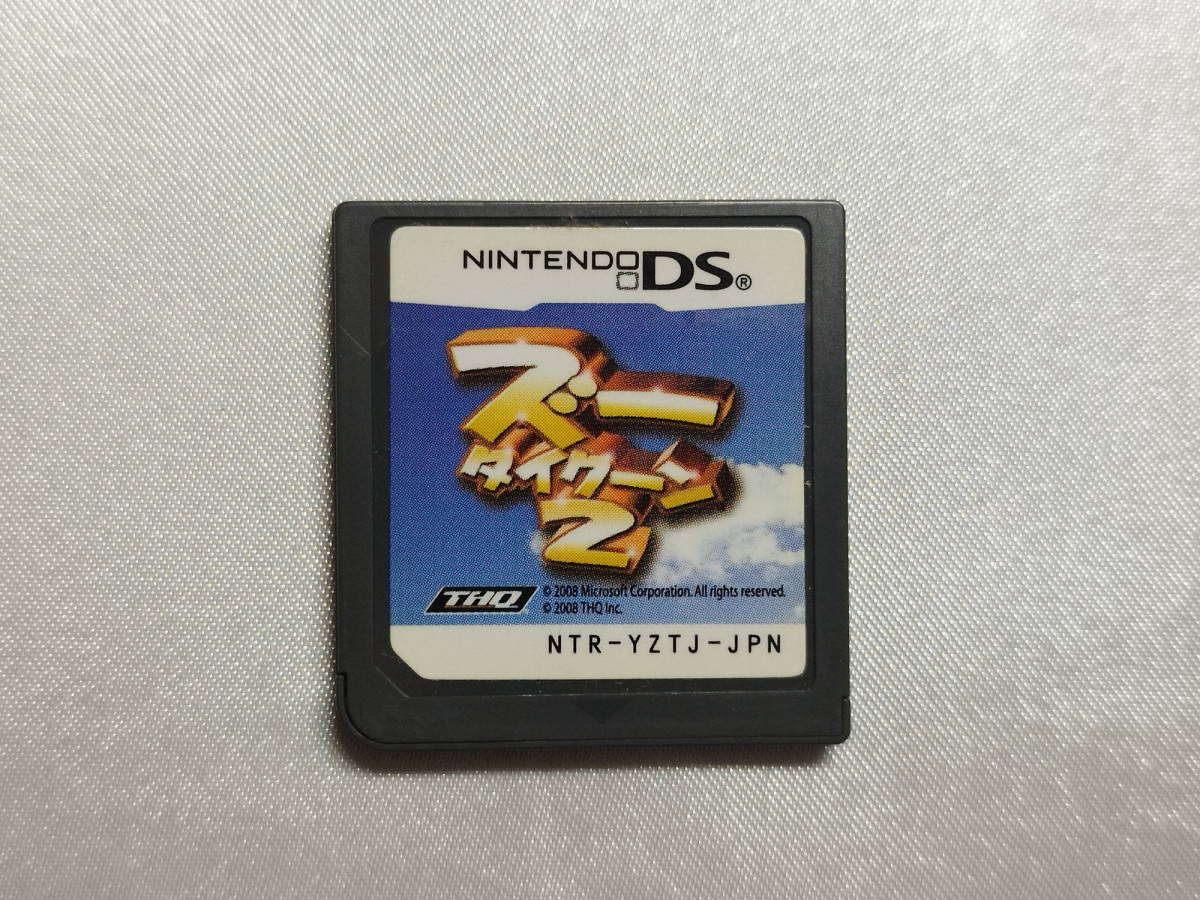 NINTENDO DS®
ズー
タイクーン
2
THQ
© 2008 Microsoft Corporation. All rights reserved.
© 2008 THQ Inc.
NTR-YZTJ-JPN